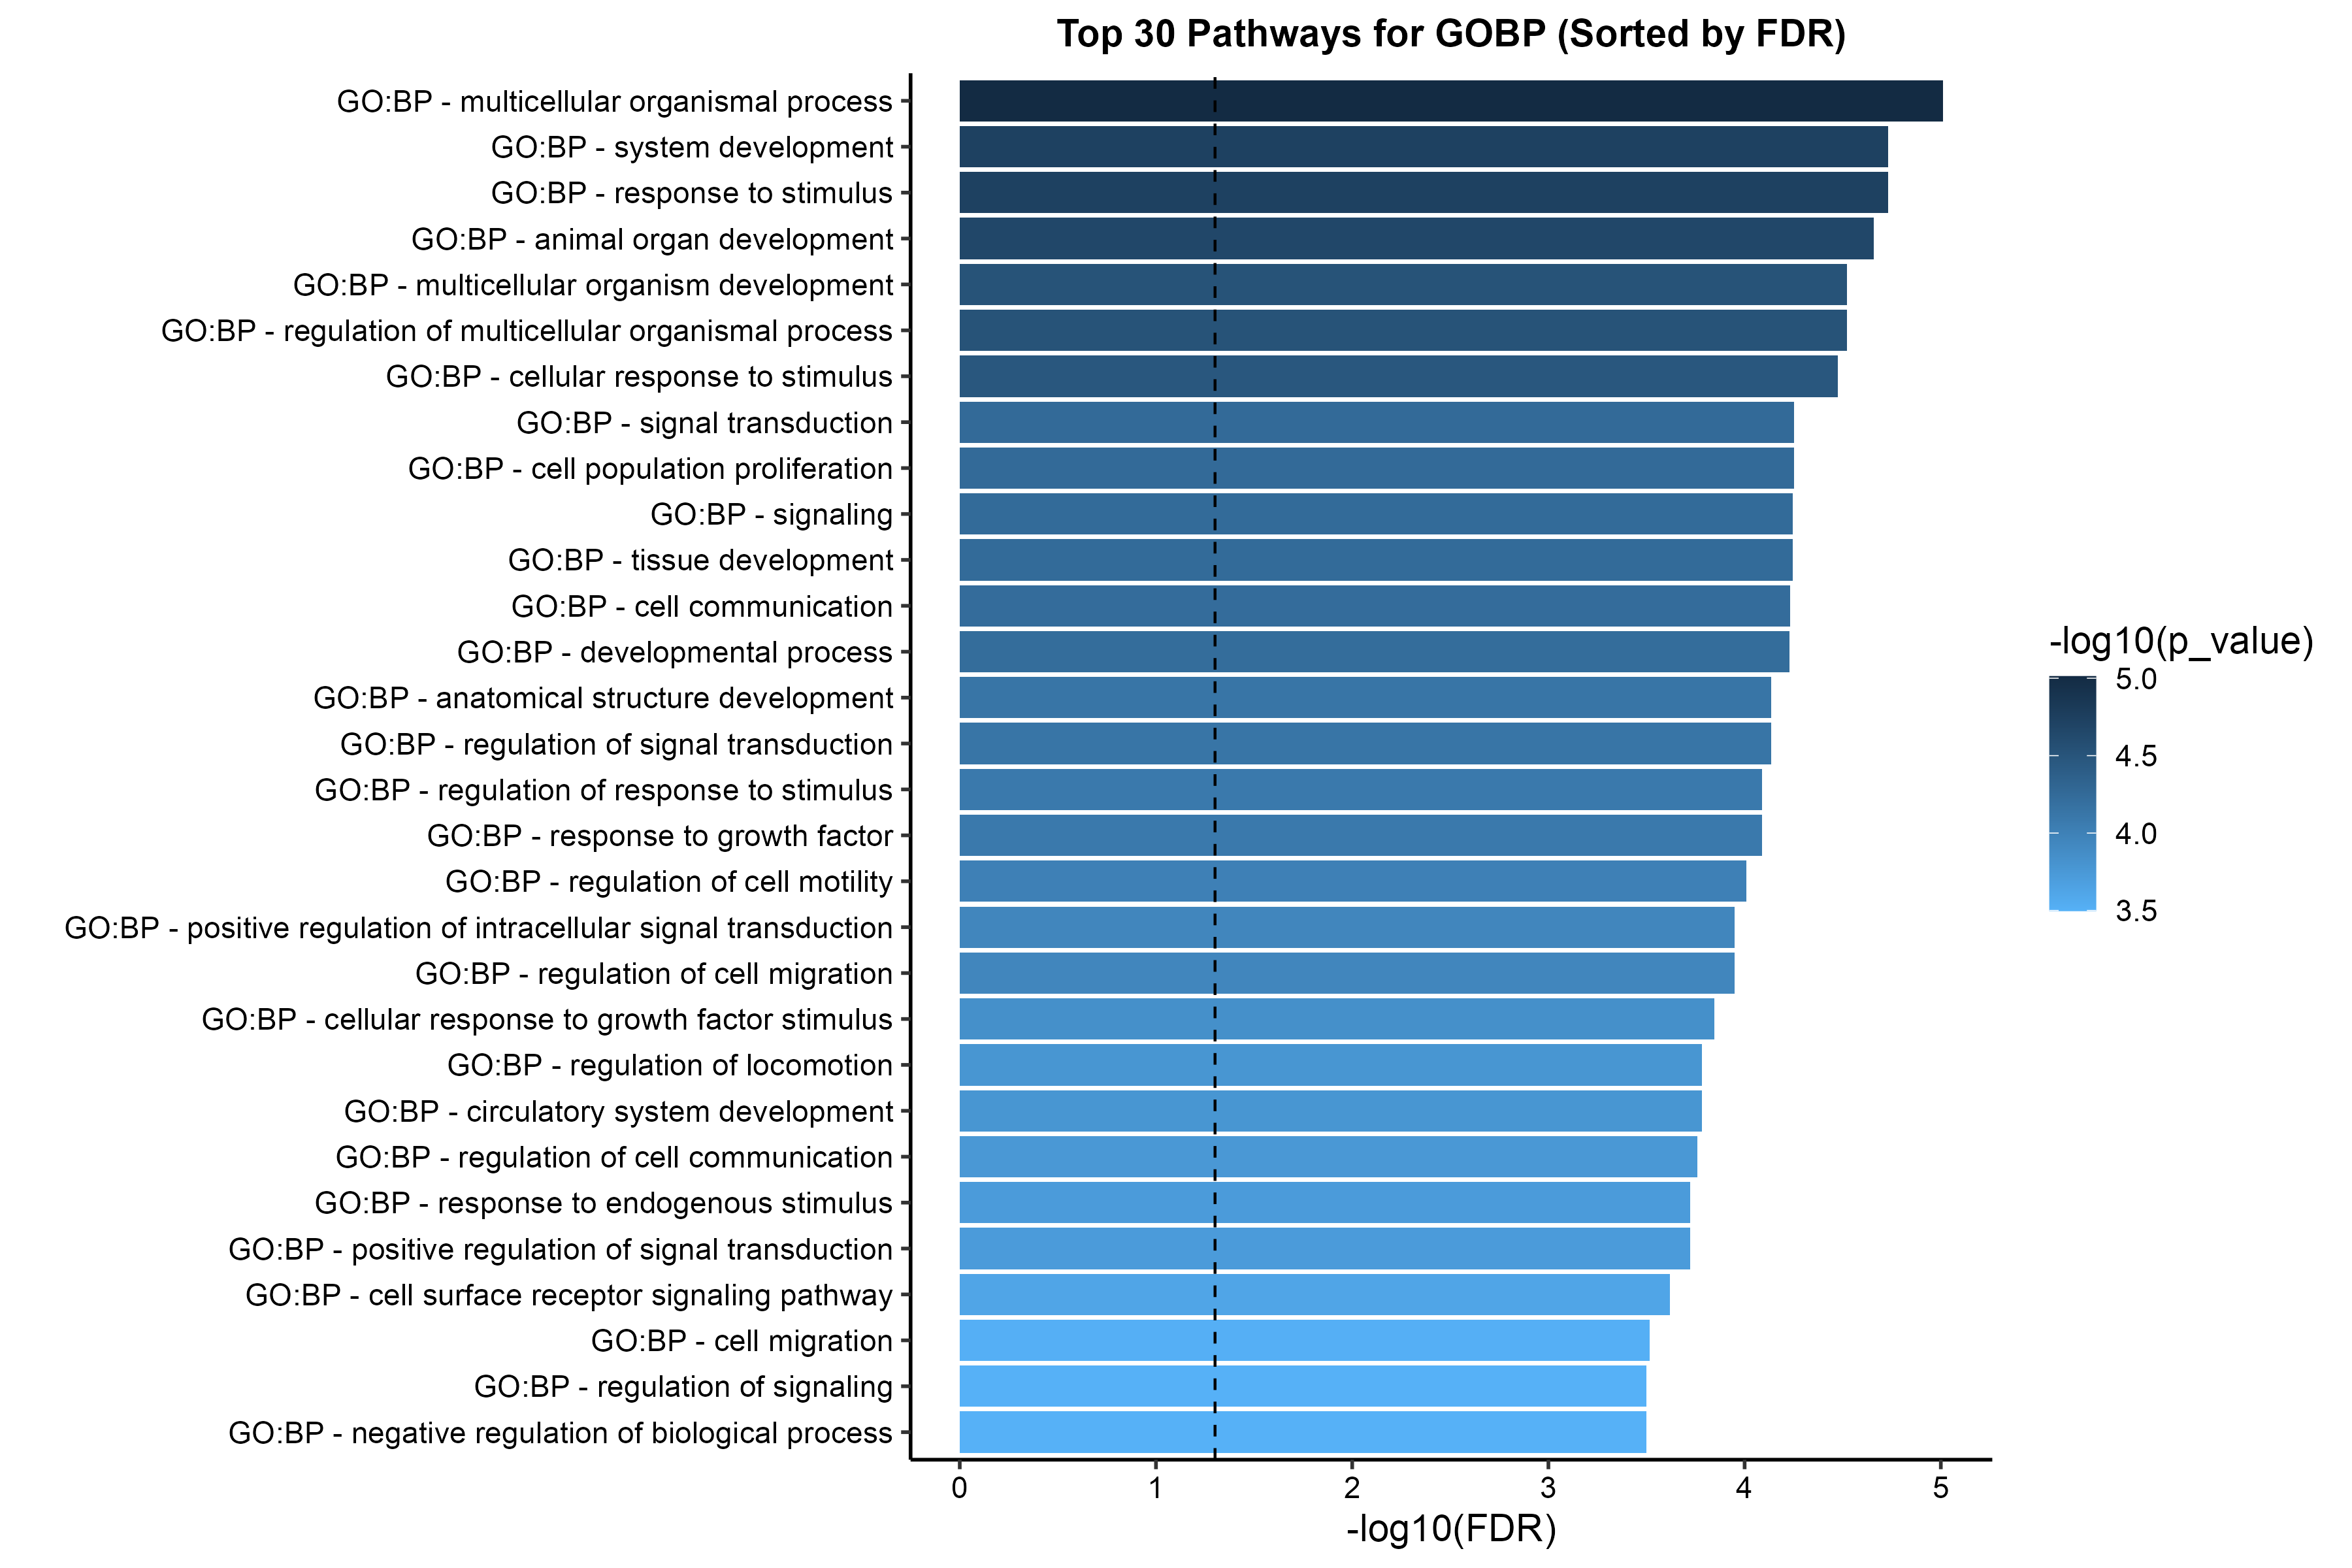 Top 30 Pathways for GOBP (Sorted by FDR)
GO:BP - multicellular organismal process
GO:BP - system development
GO:BP - response to stimulus
GO:BP - animal organ development
GO:BP - multicellular organism development
GO:BP - regulation of multicellular organismal process
GO:BP - cellular response to stimulus
GO:BP - signal transduction
GO:BP - cell population proliferation
GO:BP - signaling
GO:BP - tissue development
GO:BP - cell communication
GO:BP - developmental process
GO:BP - anatomical structure development
GO:BP - regulation of signal transduction
GO:BP - regulation of response to stimulus
GO:BP - response to growth factor
GO:BP - regulation of cell motility
GO:BP - positive regulation of intracellular signal transduction
GO:BP - regulation of cell migration
GO:BP - cellular response to growth factor stimulus
GO:BP - regulation of locomotion
GO:BP - circulatory system development
GO:BP - regulation of cell communication
GO:BP - response to endogenous stimulus
GO:BP - positive regulation of signal transduction
GO:BP - cell surface receptor signaling pathway
GO:BP - cell migration
GO:BP - regulation of signaling
GO:BP - negative regulation of biological process
0 1 2 3 4 5
-log10(FDR)
-log10(p_value)
5.0
4.5
4.0
3.5